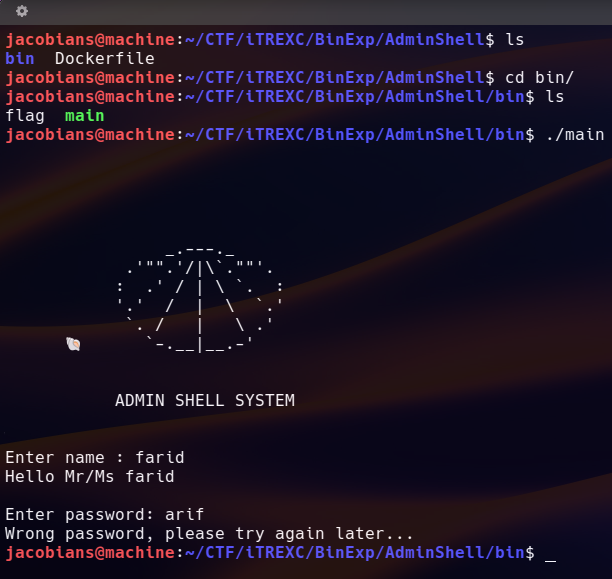 jacobians@machine:~/CTF/iTREXC/BinExp/AdminShell$ ls
bin  Dockerfile
jacobians@machine:~/CTF/iTREXC/BinExp/AdminShell$ cd bin/
jacobians@machine:~/CTF/iTREXC/BinExp/AdminShell/bin$ ls
flag  main
jacobians@machine:~/CTF/iTREXC/BinExp/AdminShell/bin$ ./main
ADMIN SHELL SYSTEM
Enter name : farid
Hello Mr/Ms farid
Enter password: arif
Wrong password, please try again later...
jacobians@machine:~/CTF/iTREXC/BinExp/AdminShell/bin$ _